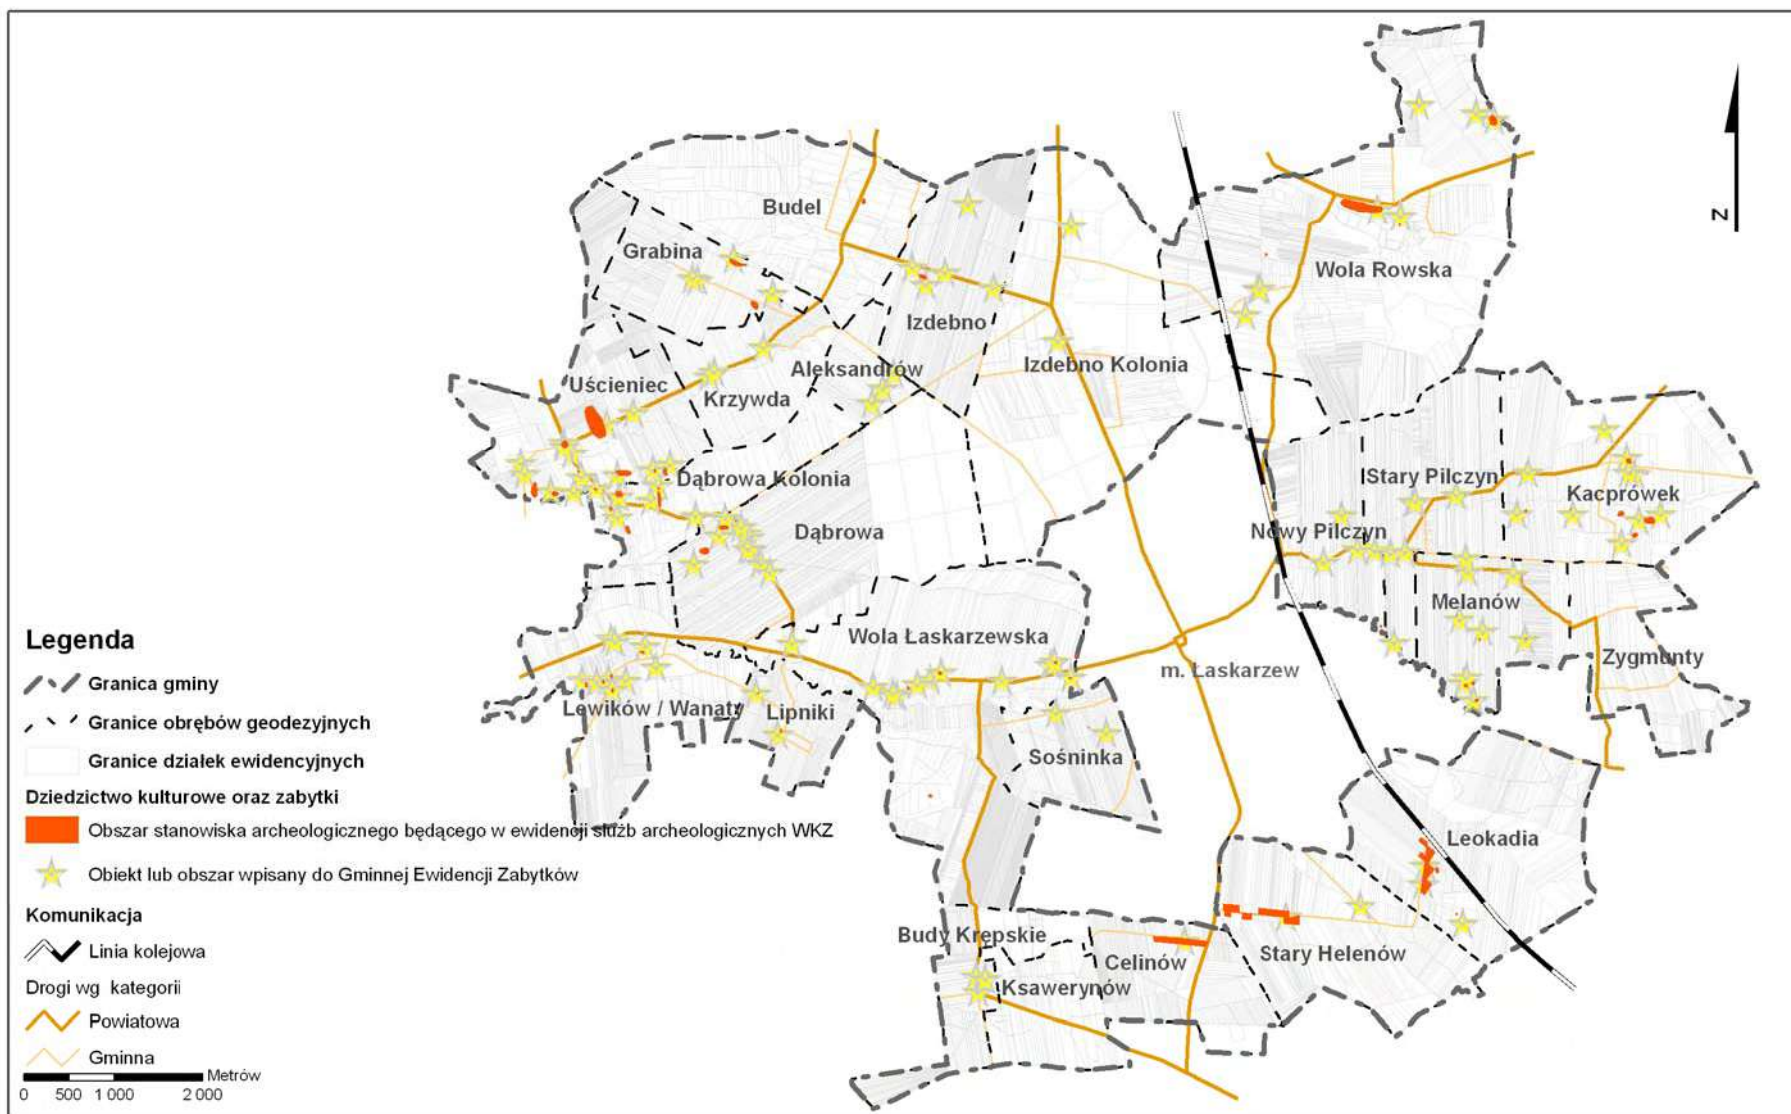 N
Budel
Grabina
Wola Rowska
Izdebno
Izdebno Kolonia
Aleksandrów
Uścieniec
Krzywda
Dąbrowa Kolonia
Stary Pilczyn
Kacprówek
Dąbrowa
Nowy Pilczyn
Melanów
Wola Łaskarzewska
m. Łaskarzew
Zygmunty
Lewików / Wanaty
Lipniki
Sośninka
Leokadia
Budy Krępskie
Celinów
Stary Helenów
Ksawerynów
Legenda
Granica gminy
Granice obrębów geodezyjnych
Granice działek ewidencyjnych
Dziedzictwo kulturowe oraz zabytki
Obszar stanowiska archeologicznego będącego w ewidencji służb archeologicznych WKZ
Obiekt lub obszar wpisany do Gminnej Ewidencji Zabytków
Komunikacja
Linia kolejowa
Drogi wg kategorii
Powiatowa
Gminna
Metrów
0 500 1 000 2 000